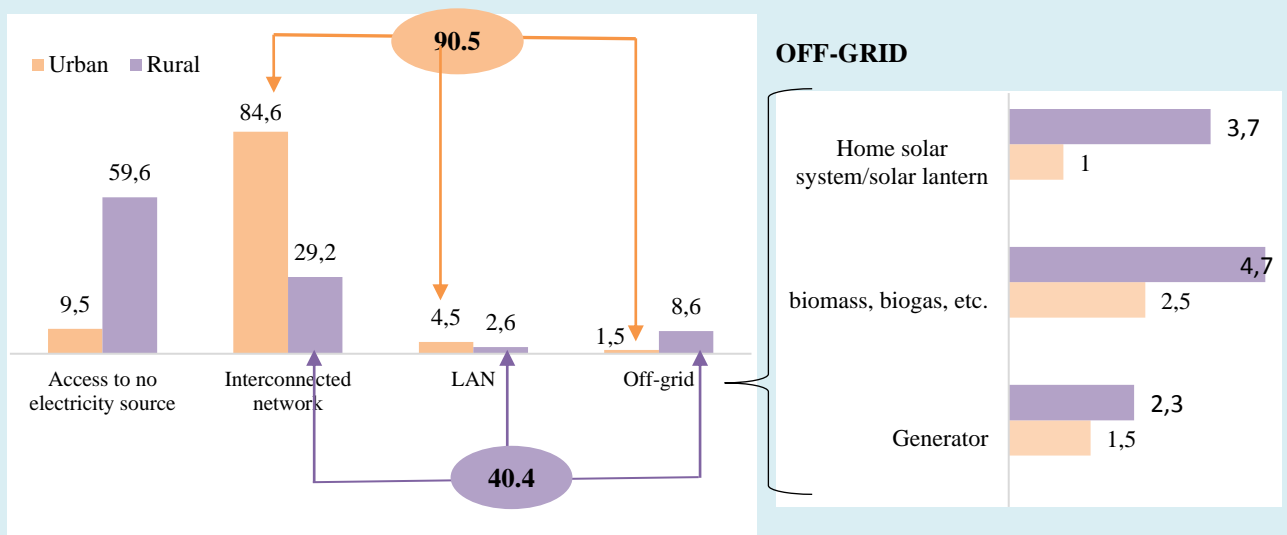 90.5
Urban Rural
84,6
59,6
29,2
9,5
4,5
2,6
1,5
8,6
Access to no
electricity source
Interconnected
network
LAN
Off-grid
40.4
OFF-GRID
Home solar
system/solar lantern
3,7
1
biomass, biogas, etc.
4,7
2,5
Generator
2,3
1,5